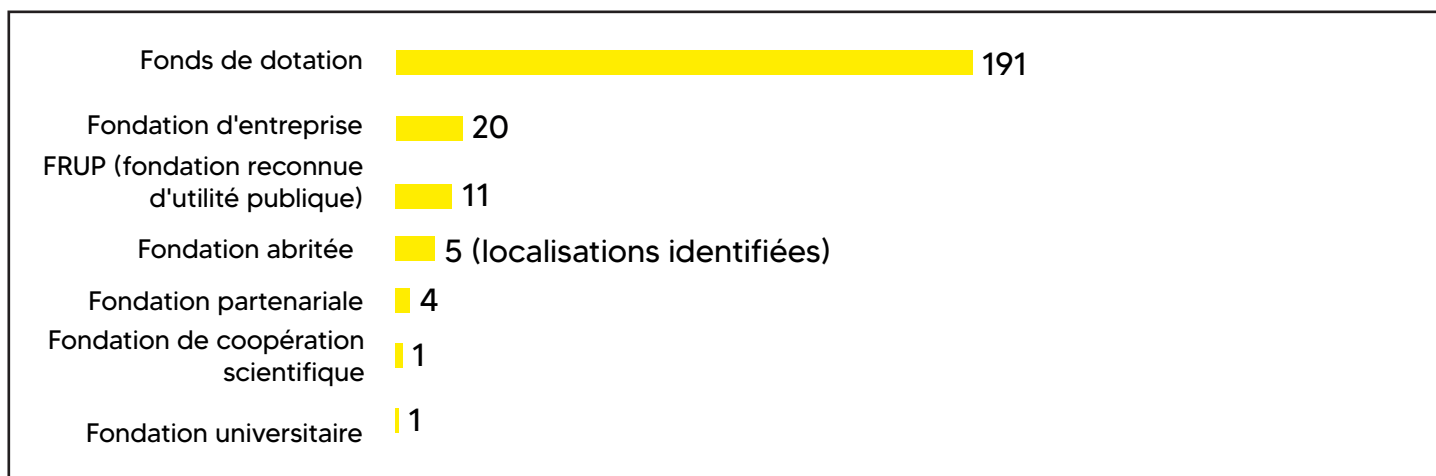 Fonds de dotation 191
Fondation d'entreprise 20
FRUP (fondation reconnue
d'utilité publique) 11
Fondation abritée 5 (localisations identifiées)
Fondation partenariale 4
Fondation de coopération
scientifique 1
Fondation universitaire 1